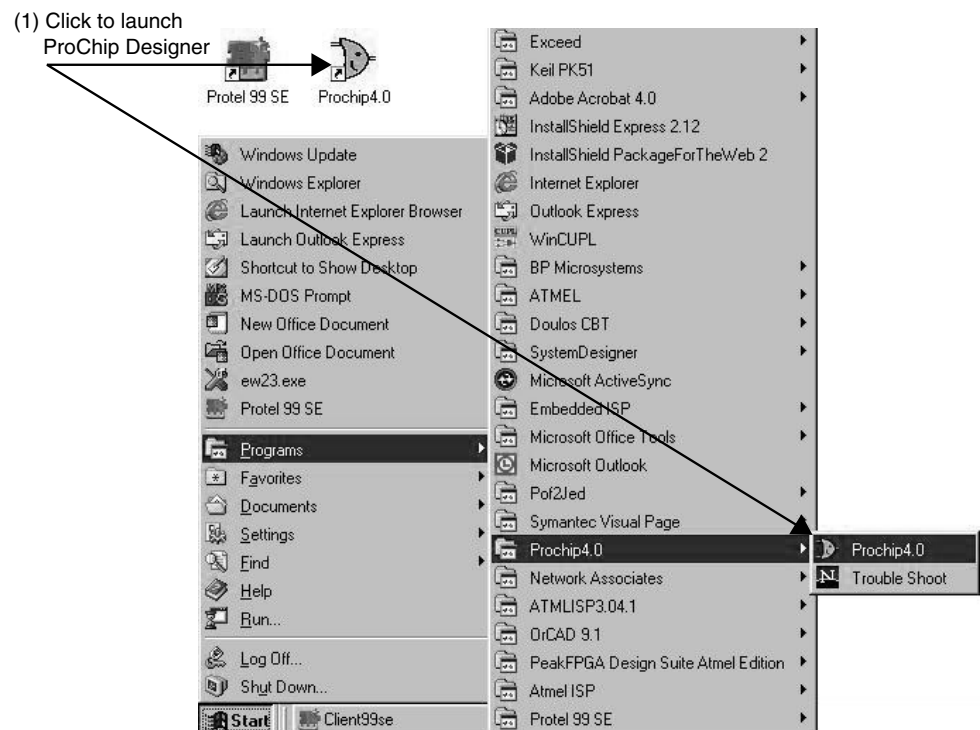 (1) Click to launch
ProChip Designer
Protel 99 SE
Prochip4.0
Windows Update
Windows Explorer
Launch Internet Explorer Browser
Launch Outlook Express
Shortcut to Show Desktop
MS-DOS Prompt
New Office Document
Open Office Document
ew23.exe
Protel 99 SE
Programs
Favorites
Documents
Settings
Find
Help
Run...
Log Off...
Shut Down...
Start
Client99se
Exceed
Keil PK51
Adobe Acrobat 4.0
InstallShield Express 2.12
InstallShield PackageForTheWeb 2
Internet Explorer
Outlook Express
WinCUPL
BP Microsystems
ATMEL
Doulos CBT
SystemDesigner
Microsoft ActiveSync
Embedded ISP
Microsoft Office Tools
Microsoft Outlook
Pof2Jed
Symantec Visual Page
Prochip4.0
Network Associates
ATMLISP3.04.1
OrCAD 9.1
PeakFPGA Design Suite Atmel Edition
Atmel ISP
Protel 99 SE
Prochip4.0
Trouble Shoot